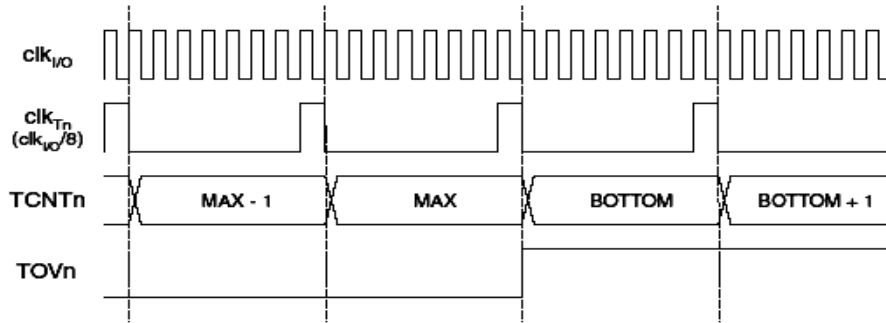 clkI/O
clkTn
(clkI/O/8)
TCNTn
MAX - 1
MAX
BOTTOM
BOTTOM + 1
TOVn